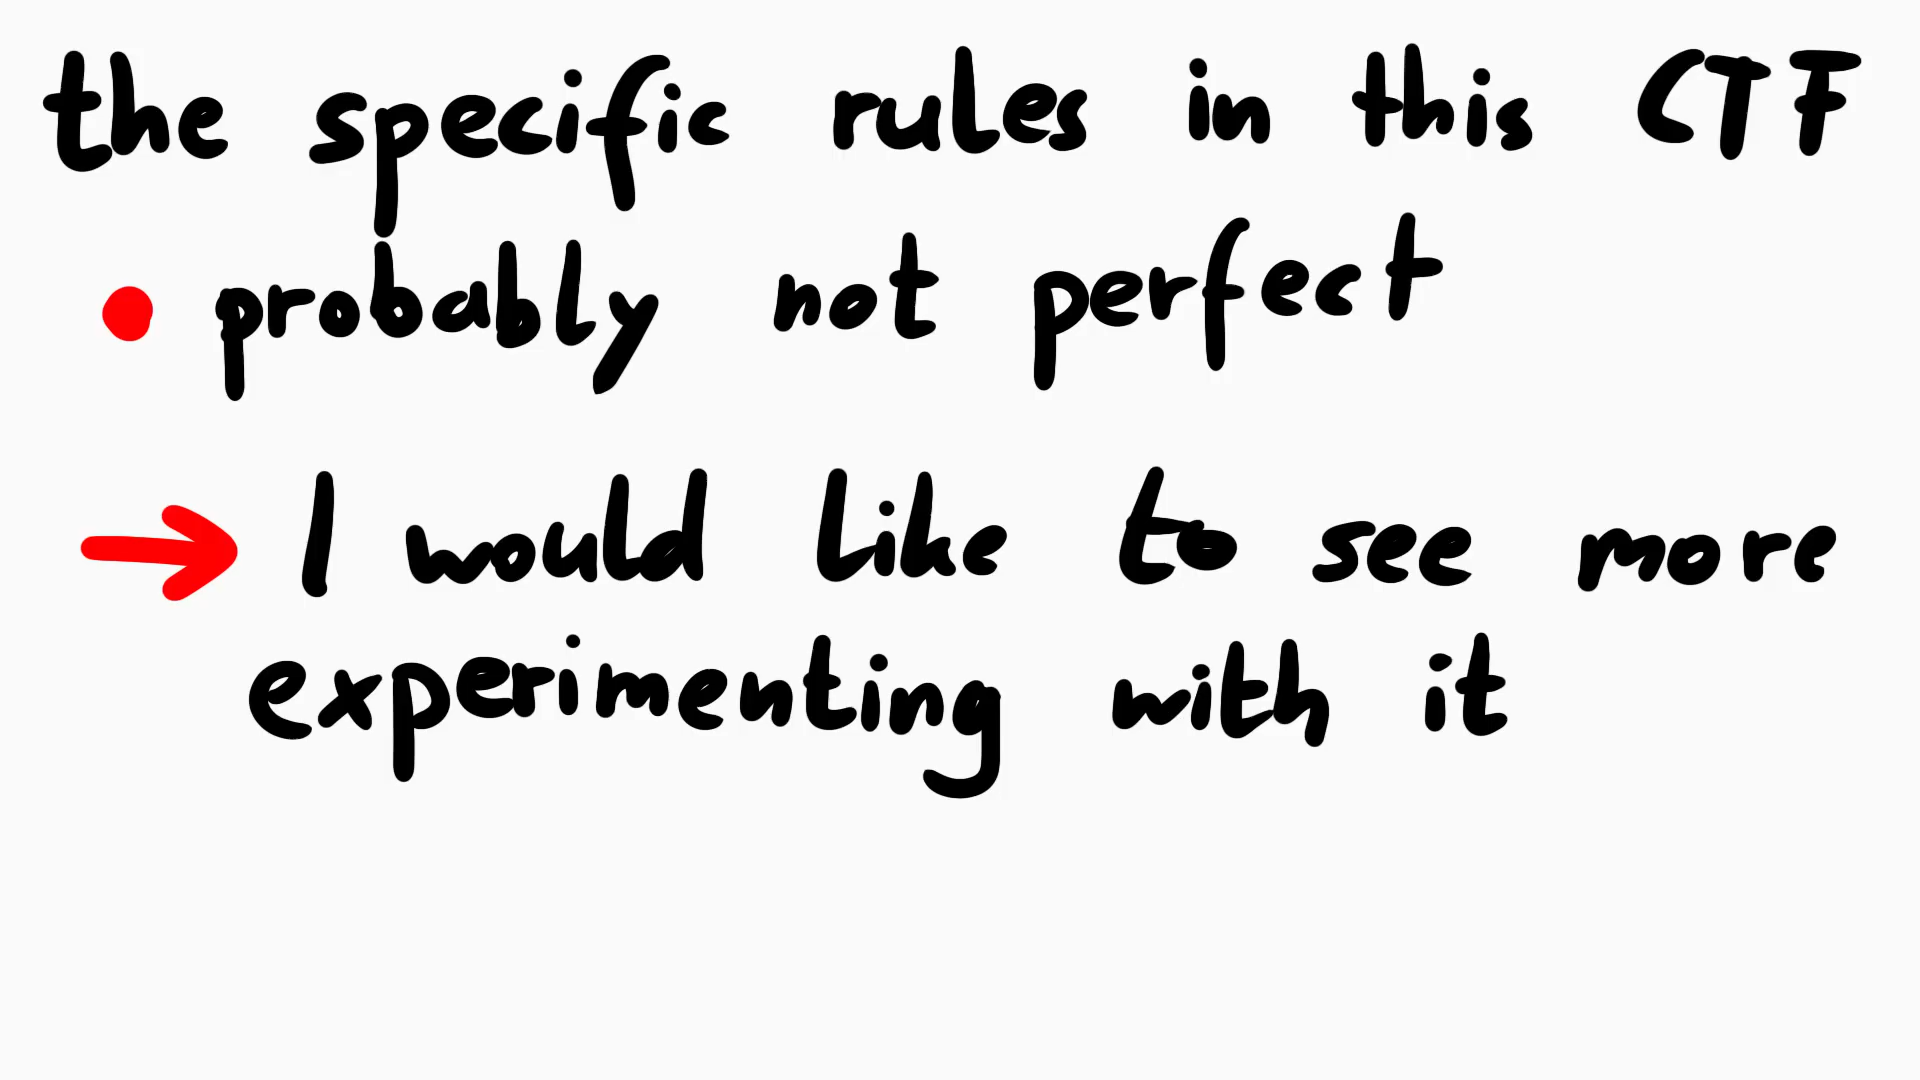 the specific rules in this CTF
probably not perfect
I would like to see more
experimenting with it